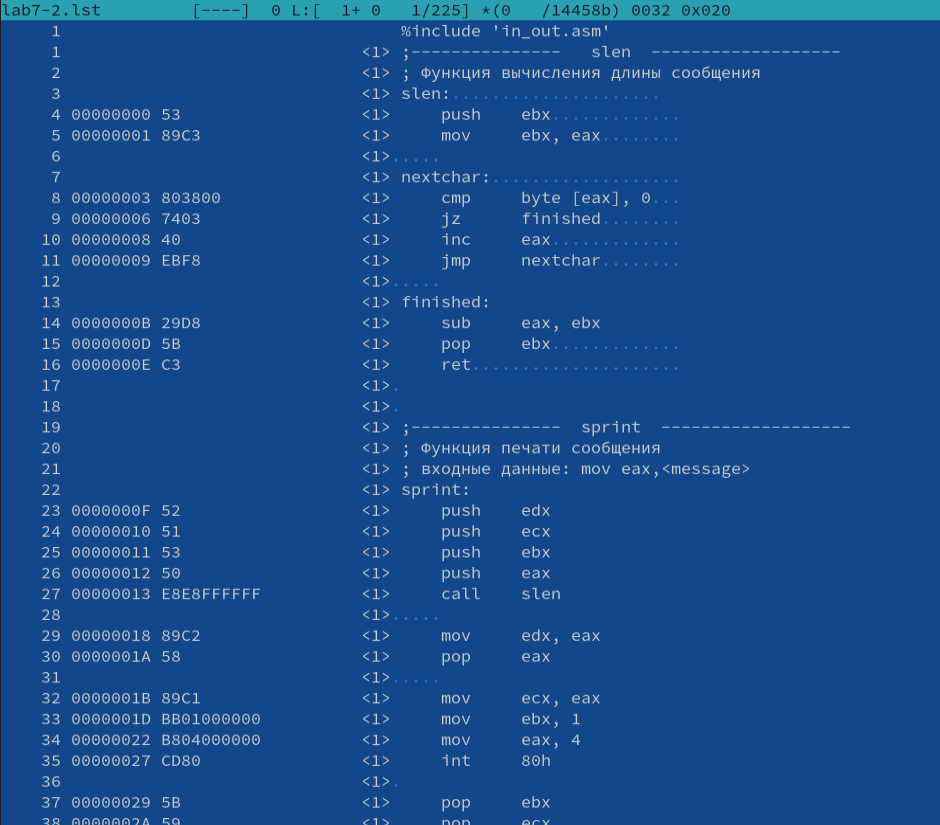 lab7-2.lst [----] 0 L:[ 1+ 0 1/225] *(0 /14458b) 0032 0x020
1 %include 'in_out.asm'
1 <1> ;--------------- slen -------------------
2 <1> ; Функция вычисления длины сообщения
3 <1> slen:.....................
4 00000000 53 <1> push ebx.............
5 00000001 89C3 <1> mov ebx, eax........
6 <1>.....
7 <1> nextchar:...................
8 00000003 803800 <1> cmp byte [eax], 0...
9 00000006 7403 <1> jz finished........
10 00000008 40 <1> inc eax.............
11 00000009 EBF8 <1> jmp nextchar........
12 <1>.....
13 <1> finished:
14 0000000B 29D8 <1> sub eax, ebx
15 0000000D 5B <1> pop ebx.............
16 0000000E C3 <1> ret.....................
17 <1>.
18 <1>.
19 <1> ;--------------- sprint -------------------
20 <1> ; Функция печати сообщения
21 <1> ; входные данные: mov eax,<message>
22 <1> sprint:
23 0000000F 52 <1> push edx
24 00000010 51 <1> push ecx
25 00000011 53 <1> push ebx
26 00000012 50 <1> push eax
27 00000013 E8E8FFFFFF <1> call slen
28 <1>.....
29 00000018 89C2 <1> mov edx, eax
30 0000001A 58 <1> pop eax
31 <1>.....
32 0000001B 89C1 <1> mov ecx, eax
33 0000001D BB01000000 <1> mov ebx, 1
34 00000022 B804000000 <1> mov eax, 4
35 00000027 CD80 <1> int 80h
36 <1>.
37 00000029 5B <1> pop ebx
38 0000002A 59 <1> pop ecx